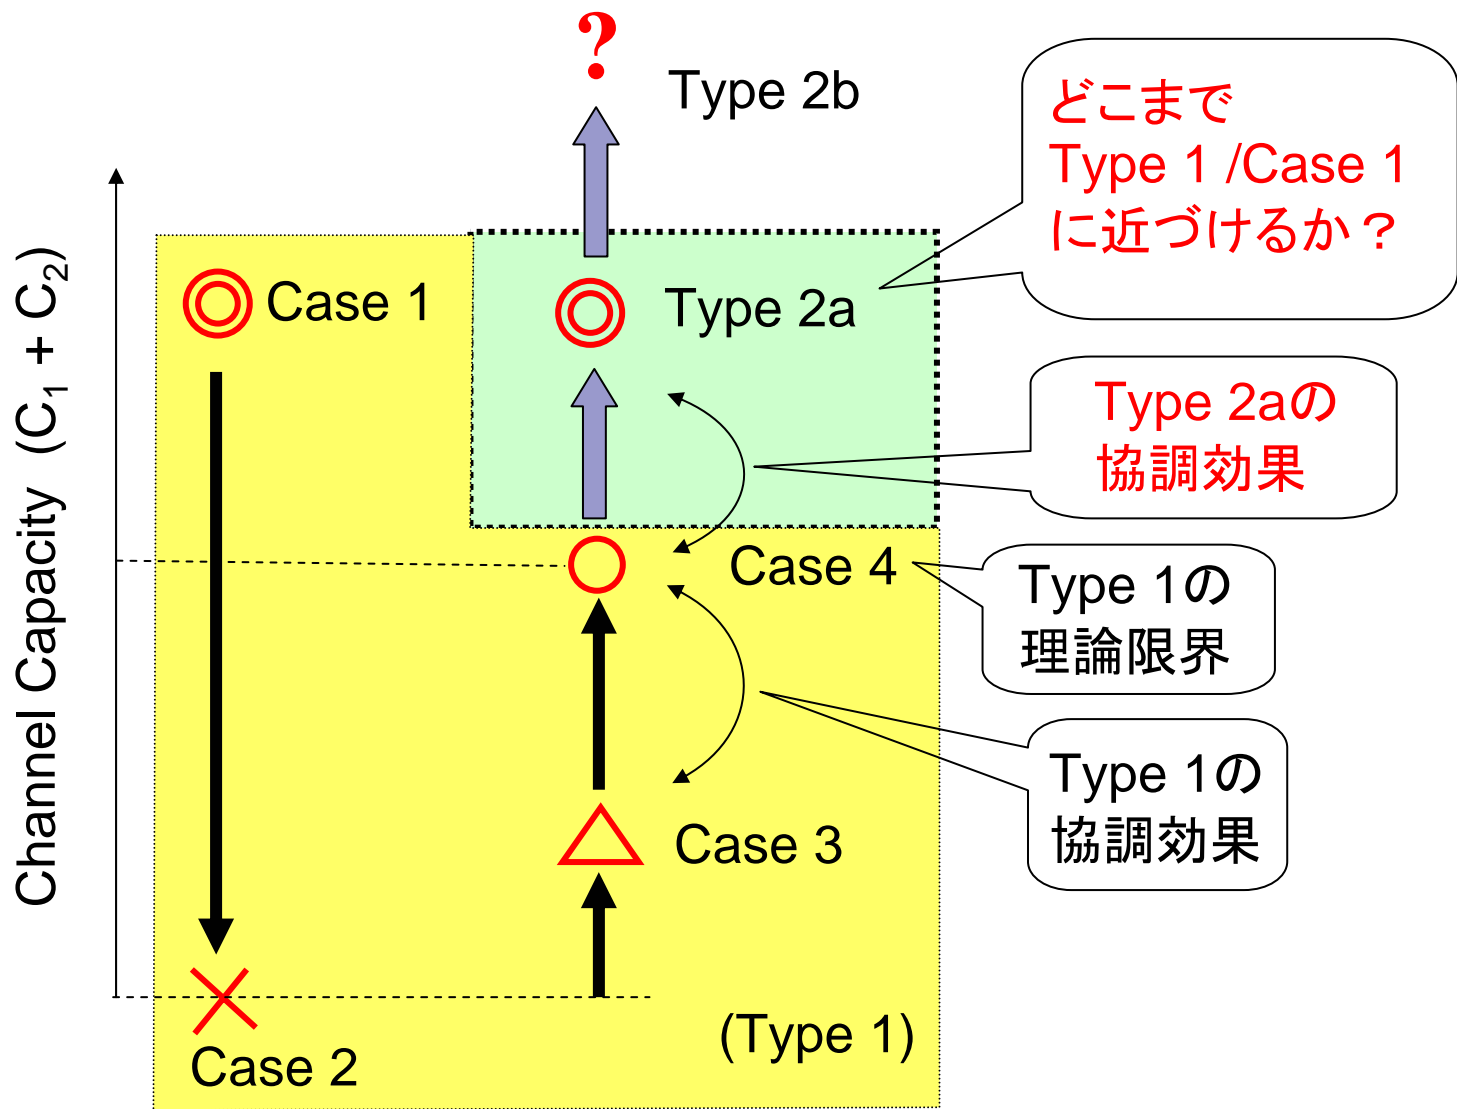 ?
Type 2b
どこまで
Type 1 /Case 1
に近づけるか？
Channel Capacity (C₁ + C₂)
Case 1
Type 2a
Type 2aの
協調効果
Case 4
Type 1の
理論限界
Type 1の
協調効果
Case 3
(Type 1)
Case 2